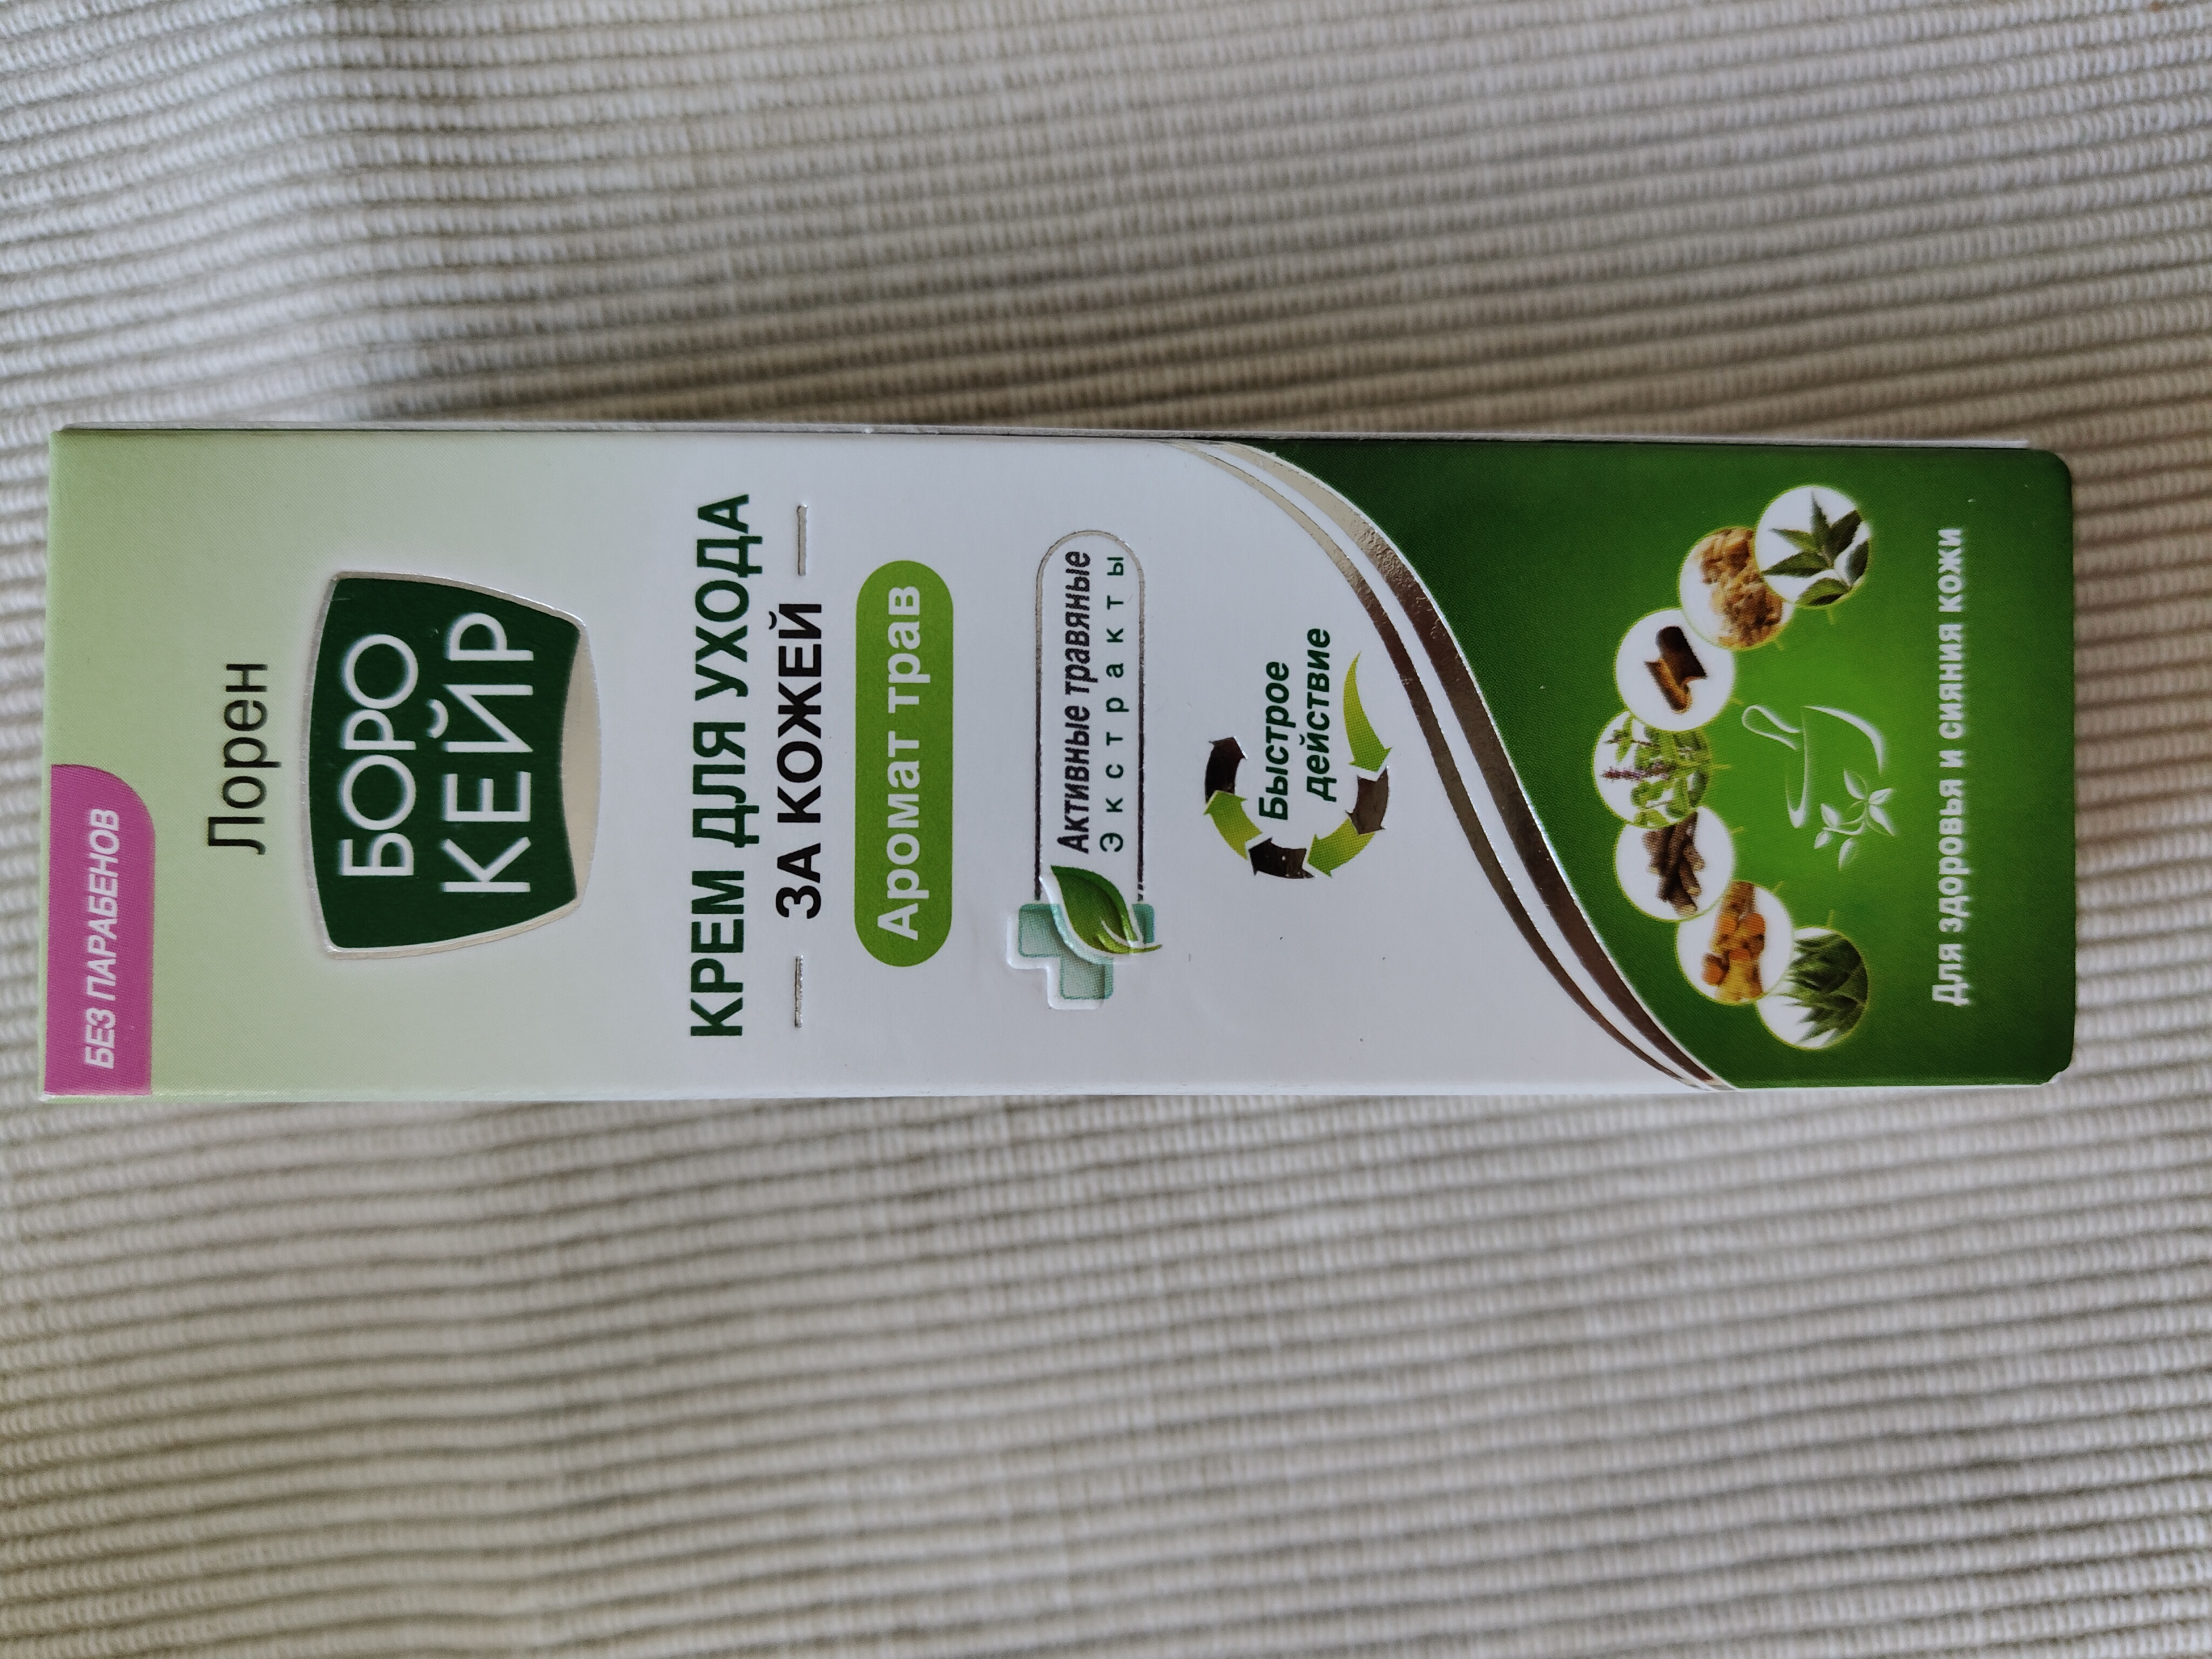 БЕЗ ПАРАБЕНОВ
Лорен
БОРО
КЕЙР
КРЕМ ДЛЯ УХОДА
ЗА КОЖЕЙ
Аромат трав
Активные травяные
Экстракты
Быстрое
действие
Для здоровья и сияния кожи